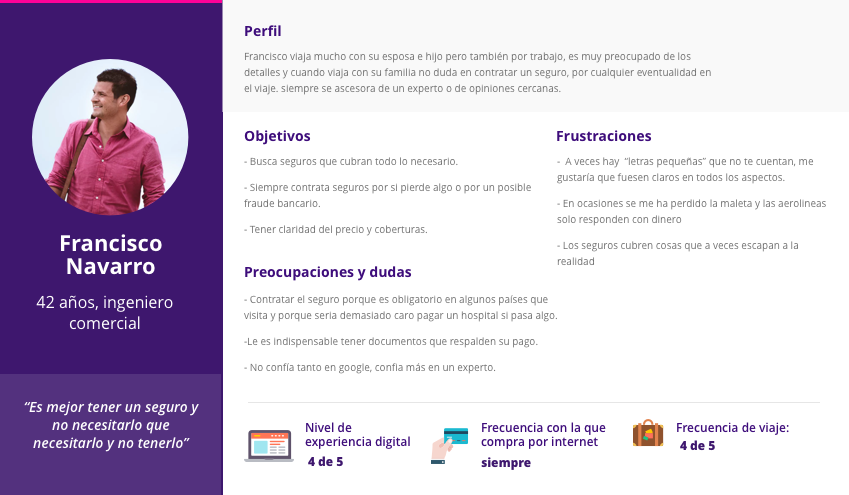 Perfil
Francisco viaja mucho con su esposa e hijo pero también por trabajo, es muy preocupado de los
detalles y cuando viaja con su familia no duda en contratar un seguro, por cualquier eventualidad en
el viaje. siempre se ascesora de un experto o de opiniones cercanas.
Francisco
Navarro
42 años, ingeniero
comercial
“Es mejor tener un seguro y
no necesitarlo que
necesitarlo y no tenerlo”
Objetivos
- Busca seguros que cubran todo lo necesario.
- Siempre contrata seguros por si pierde algo o por un posible
fraude bancario.
- Tener claridad del precio y coberturas.
Frustraciones
- A veces hay “letras pequeñas” que no te cuentan, me
gustaría que fuesen claros en todos los aspectos.
- En ocasiones se me ha perdido la maleta y las aerolineas
solo responden con dinero
- Los seguros cubren cosas que a veces escapan a la
realidad
Preocupaciones y dudas
- Contratar el seguro porque es obligatorio en algunos países que
visita y porque seria demasiado caro pagar un hospital si pasa algo.
-Le es indispensable tener documentos que respalden su pago.
- No confía tanto en google, confia más en un experto.
Nivel de
experiencia digital
4 de 5
Frecuencia con la que
compra por internet
siempre
Frecuencia de viaje:
4 de 5